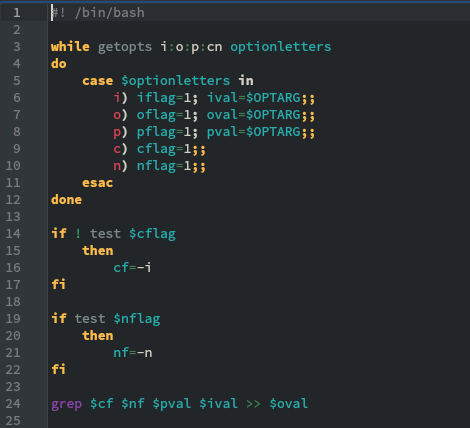 1 #! /bin/bash
2
3 while getopts i:o:p:cn optionletters
4 do
5     case $optionletters in
6         i) iflag=1; ival=$OPTARG;;
7         o) oflag=1; oval=$OPTARG;;
8         p) pflag=1; pval=$OPTARG;;
9         c) cflag=1;;
10         n) nflag=1;;
11     esac
12 done
13
14 if ! test $cflag
15     then
16         cf=-i
17 fi
18
19 if test $nflag
20     then
21         nf=-n
22 fi
23
24 grep $cf $nf $pval $ival >> $oval
25